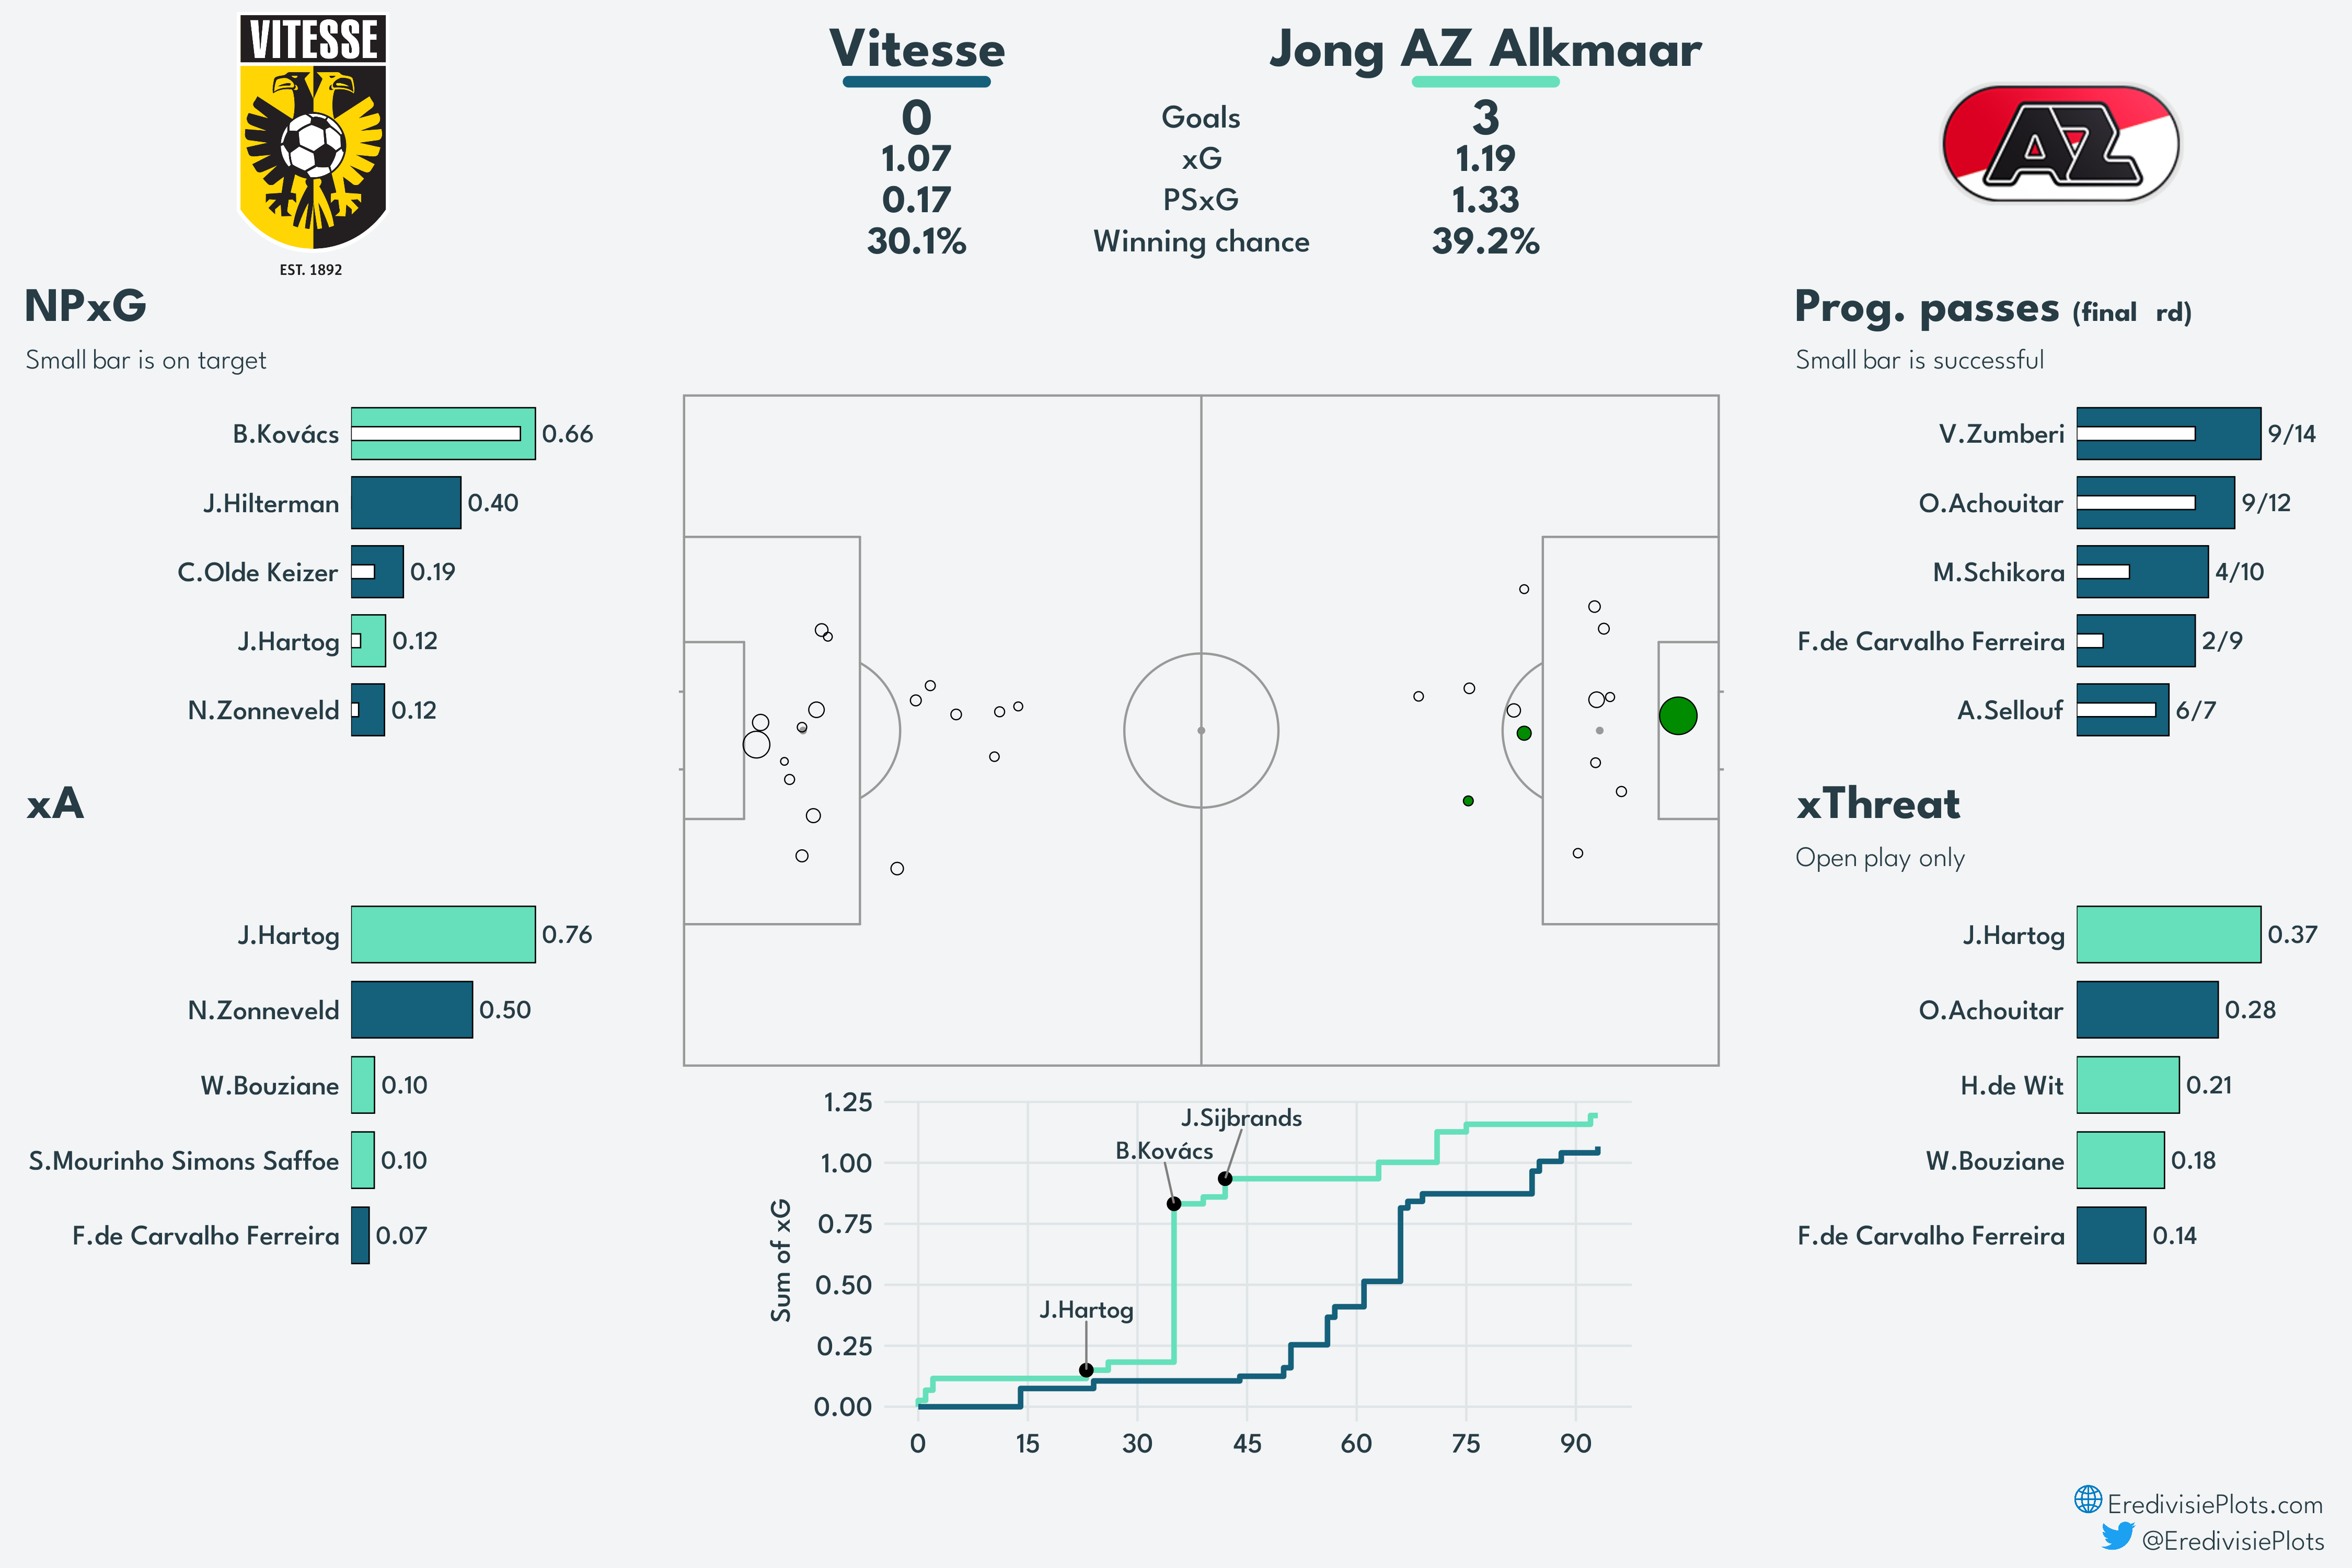 VITESSE
EST. 1892
Vitesse Jong AZ Alkmaar
0 Goals 3
1.07 xG 1.19
0.17 PSxG 1.33
30.1% Winning chance 39.2%
AZ
NPxG
Small bar is on target
B.Kovács 0.66
J.Hilterman 0.40
C.Olde Keizer 0.19
J.Hartog 0.12
N.Zonneveld 0.12
xA
J.Hartog 0.76
N.Zonneveld 0.50
W.Bouziane 0.10
S.Mourinho Simons Saffoe 0.10
F.de Carvalho Ferreira 0.07
Prog. passes (final rd)
Small bar is successful
V.Zumberi 9/14
O.Achouitar 9/12
M.Schikora 4/10
F.de Carvalho Ferreira 2/9
A.Sellouf 6/7
xThreat
Open play only
J.Hartog 0.37
O.Achouitar 0.28
H.de Wit 0.21
W.Bouziane 0.18
F.de Carvalho Ferreira 0.14
Sum of xG
1.25
1.00
0.75
0.50
0.25
0.00
J.Sijbrands
B.Kovács
J.Hartog
0 15 30 45 60 75 90
EredivisiePlots.com
@EredivisiePlots